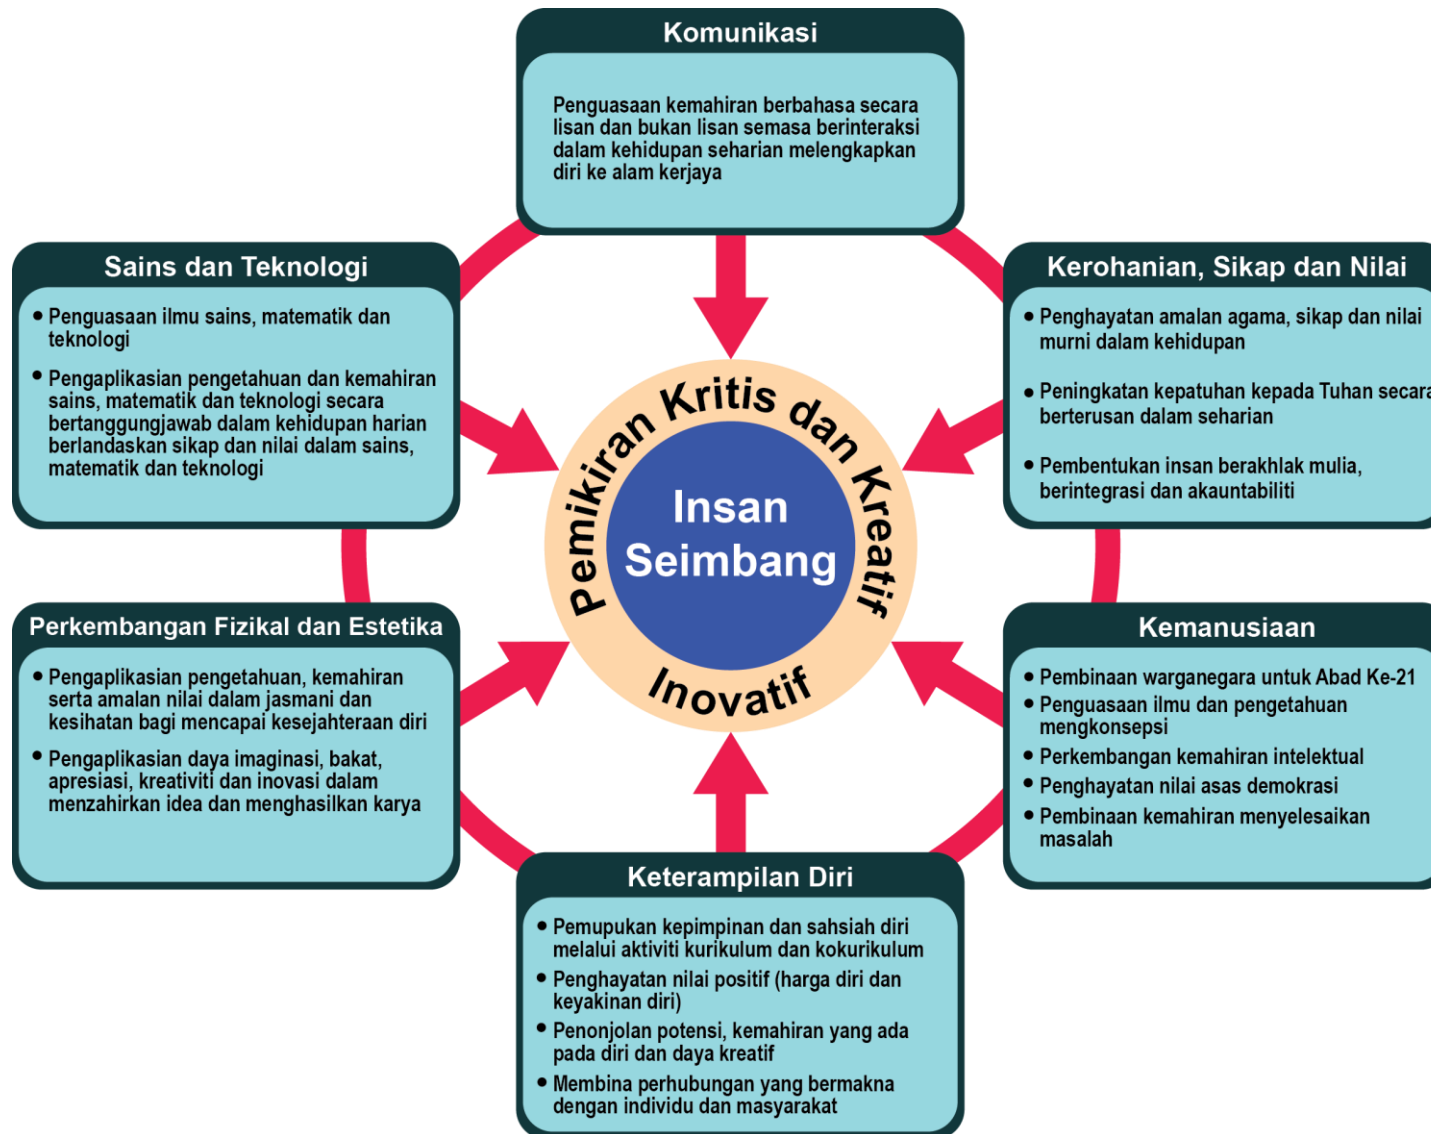 Komunikasi
Penguasaan kemahiran berbahasa secara
lisan dan bukan lisan semasa berinteraksi
dalam kehidupan seharian melengkapkan
diri ke alam kerjaya
Sains dan Teknologi
• Penguasaan ilmu sains, matematik dan
teknologi
• Pengaplikasian pengetahuan dan kemahiran
sains, matematik dan teknologi secara
bertanggungjawab dalam kehidupan harian
berlandaskan sikap dan nilai dalam sains,
matematik dan teknologi
Kerohanian, Sikap dan Nilai
• Penghayatan amalan agama, sikap dan nilai
murni dalam kehidupan
• Peningkatan kepatuhan kepada Tuhan secara
berterusan dalam seharian
• Pembentukan insan berakhlak mulia,
berintegrasi dan akauntabiliti
Pemikiran Kritis dan Kreatif
Insan
Seimbang
Inovatif
Perkembangan Fizikal dan Estetika
• Pengaplikasian pengetahuan, kemahiran
serta amalan nilai dalam jasmani dan
kesihatan bagi mencapai kesejahteraan diri
• Pengaplikasian daya imaginasi, bakat,
apresiasi, kreativiti dan inovasi dalam
menzahirkan idea dan menghasilkan karya
Kemanusiaan
• Pembinaan warganegara untuk Abad Ke-21
• Penguasaan ilmu dan pengetahuan
mengkonsepsi
• Perkembangan kemahiran intelektual
• Penghayatan nilai asas demokrasi
• Pembinaan kemahiran menyelesaikan
masalah
Keterampilan Diri
• Pemupukan kepimpinan dan sahsiah diri
melalui aktiviti kurikulum dan kokurikulum
• Penghayatan nilai positif (harga diri dan
keyakinan diri)
• Penonjolan potensi, kemahiran yang ada
pada diri dan daya kreatif
• Membina perhubungan yang bermakna
dengan individu dan masyarakat